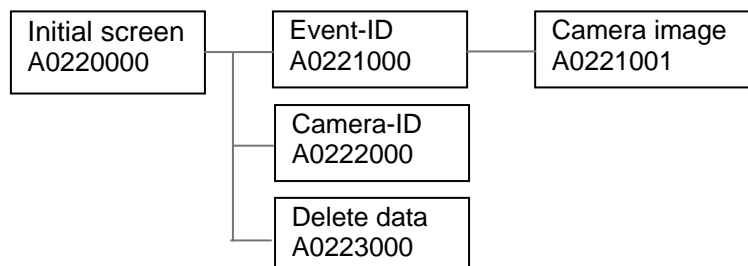 Initial screen
A0220000
Event-ID
A0221000
Camera image
A0221001
Camera-ID
A0222000
Delete data
A0223000